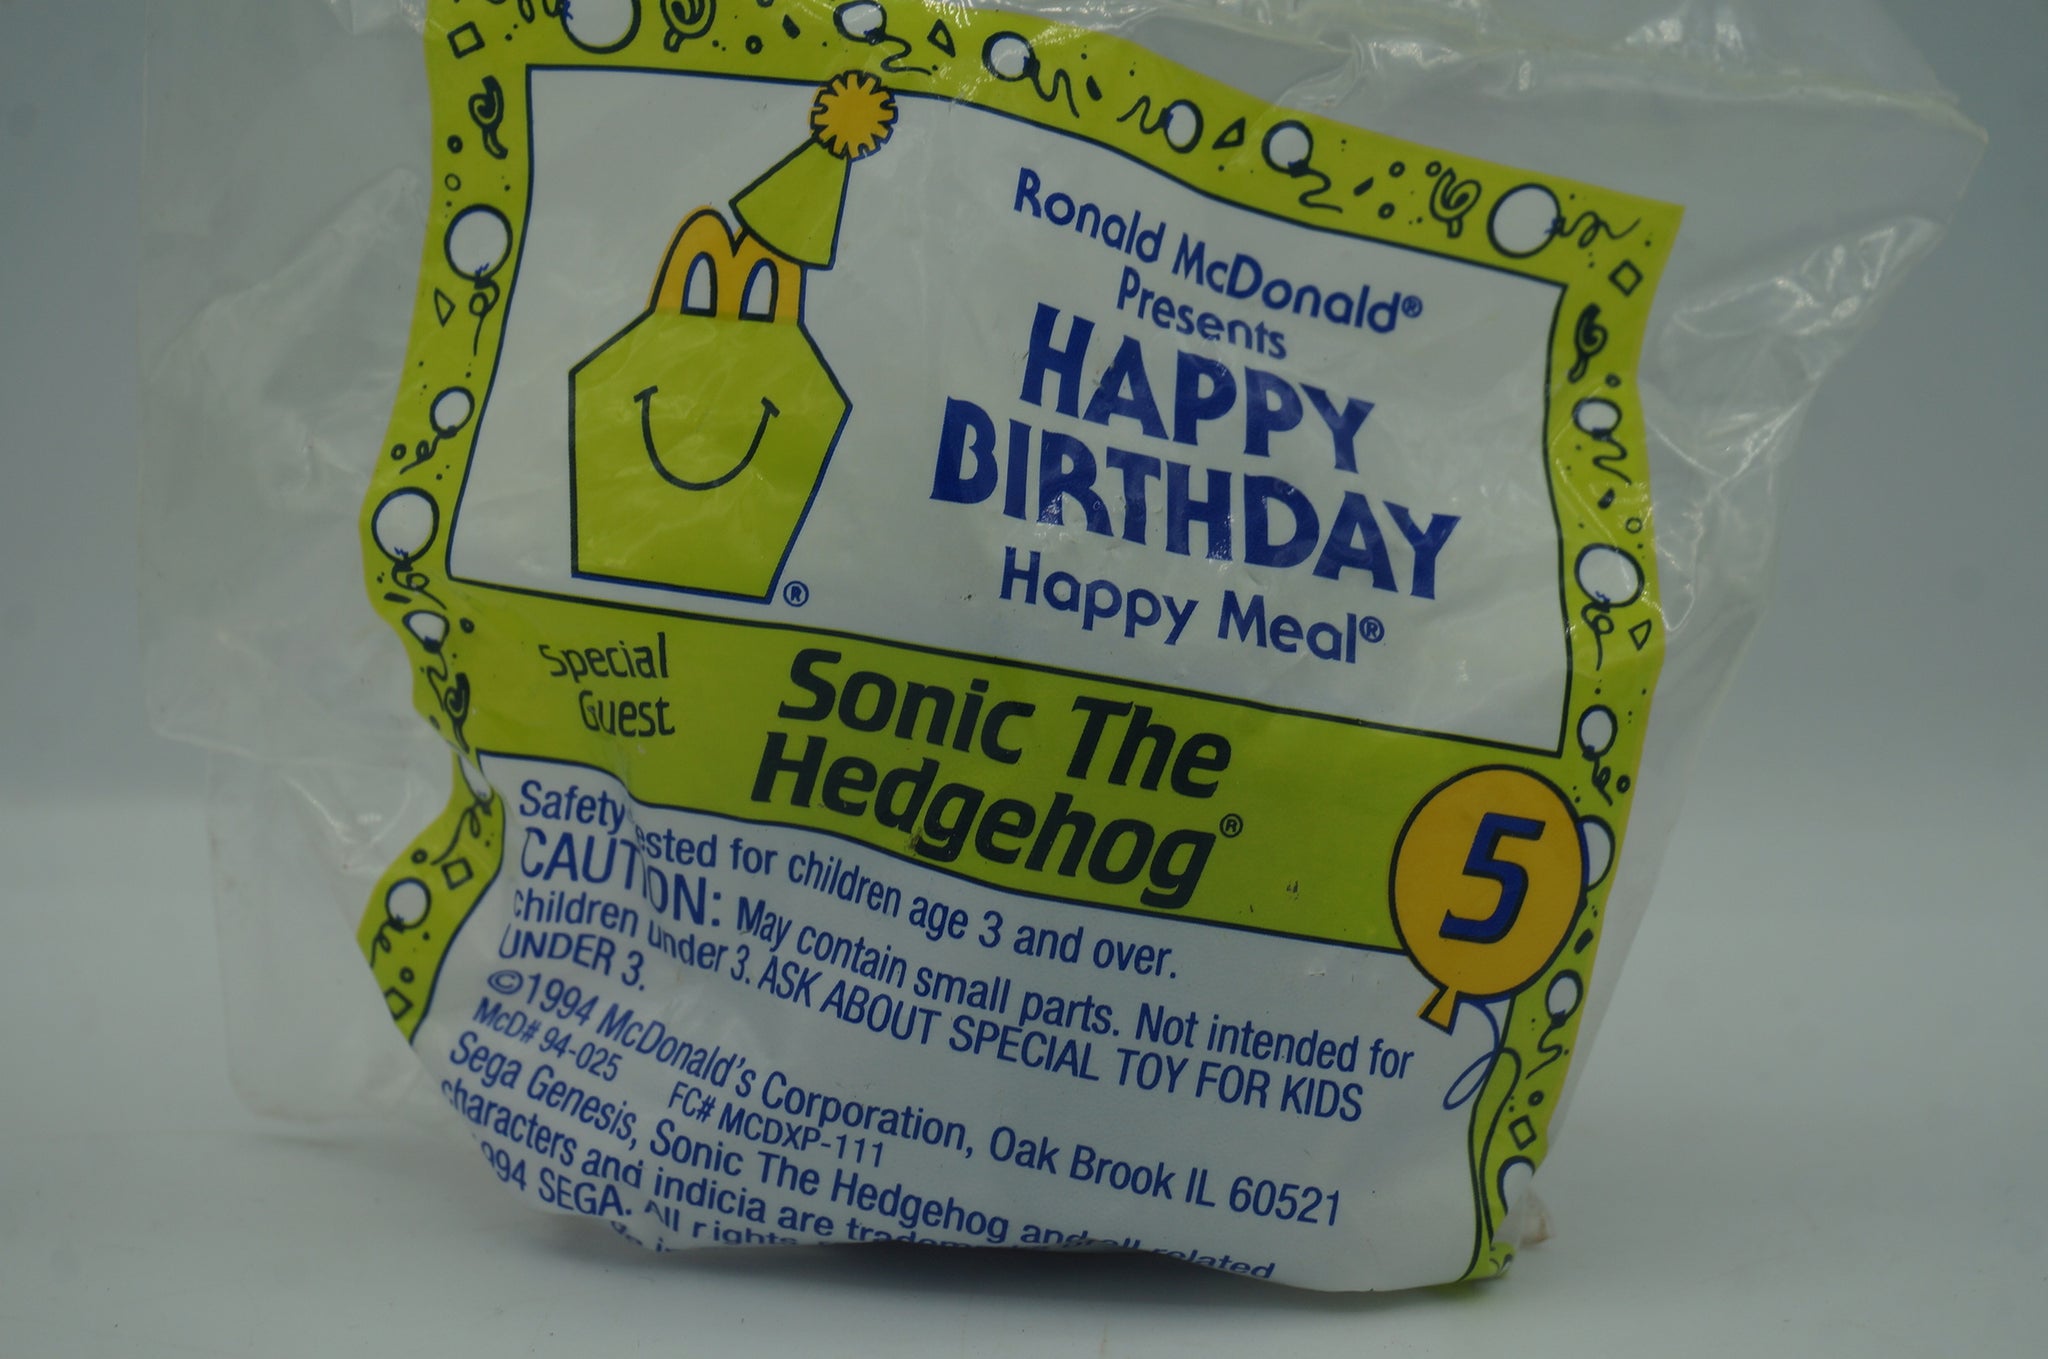 Ronald McDonald®
Presents
HAPPY
BIRTHDAY
Happy Meal®
®
Special
Guest
Sonic The
Hedgehog®
5
Safety ested for children age 3 and over.
CAUTION: May contain small parts. Not intended for
children under 3. ASK ABOUT SPECIAL TOY FOR KIDS
UNDER 3.
©1994 McDonald's Corporation, Oak Brook IL 60521
McD# 94-025 FC# MCDXP-111
Sega Genesis, Sonic The Hedgehog and all related
characters and indicia are
994 SEGA. All rights